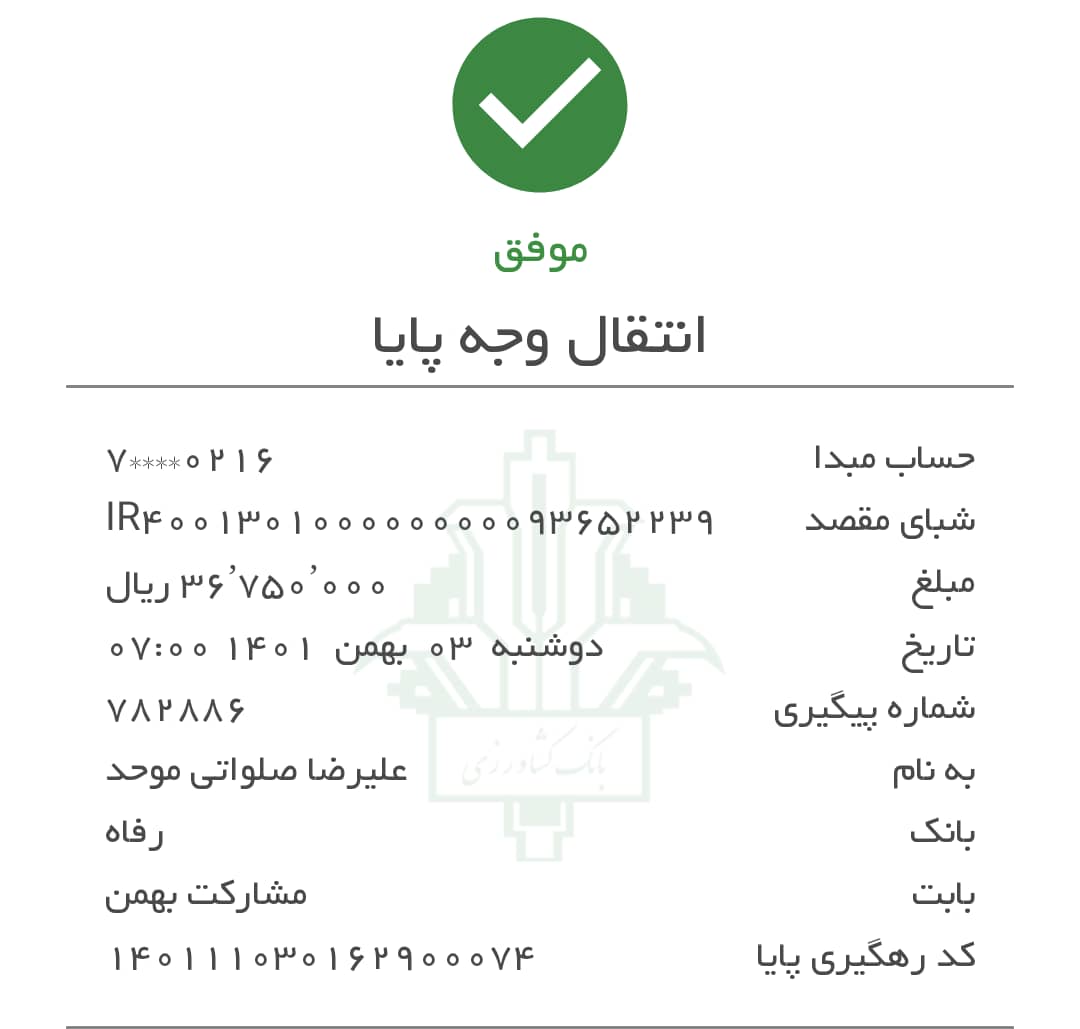 موفق
انتقال وجه پایا
حساب مبدا ۷****۰۲۱۶
شبای مقصد IR۴۰۰۱۳۰۱۰۰۰۰۰۰۰۰۰۹۳۶۵۲۲۳۹
مبلغ ۳۶٬۷۵۰٬۰۰۰ ریال
تاریخ دوشنبه ۰۳ بهمن ۱۴۰۱ ۰۷:۰۰
شماره پیگیری ۷۸۲۸۸۶
به نام علیرضا صلواتی موحد
بانک رفاه
بابت مشارکت بهمن
کد رهگیری پایا ۱۴۰۱۱۱۰۳۰۱۶۲۹۰۰۰۷۴
بانک کشاورزی